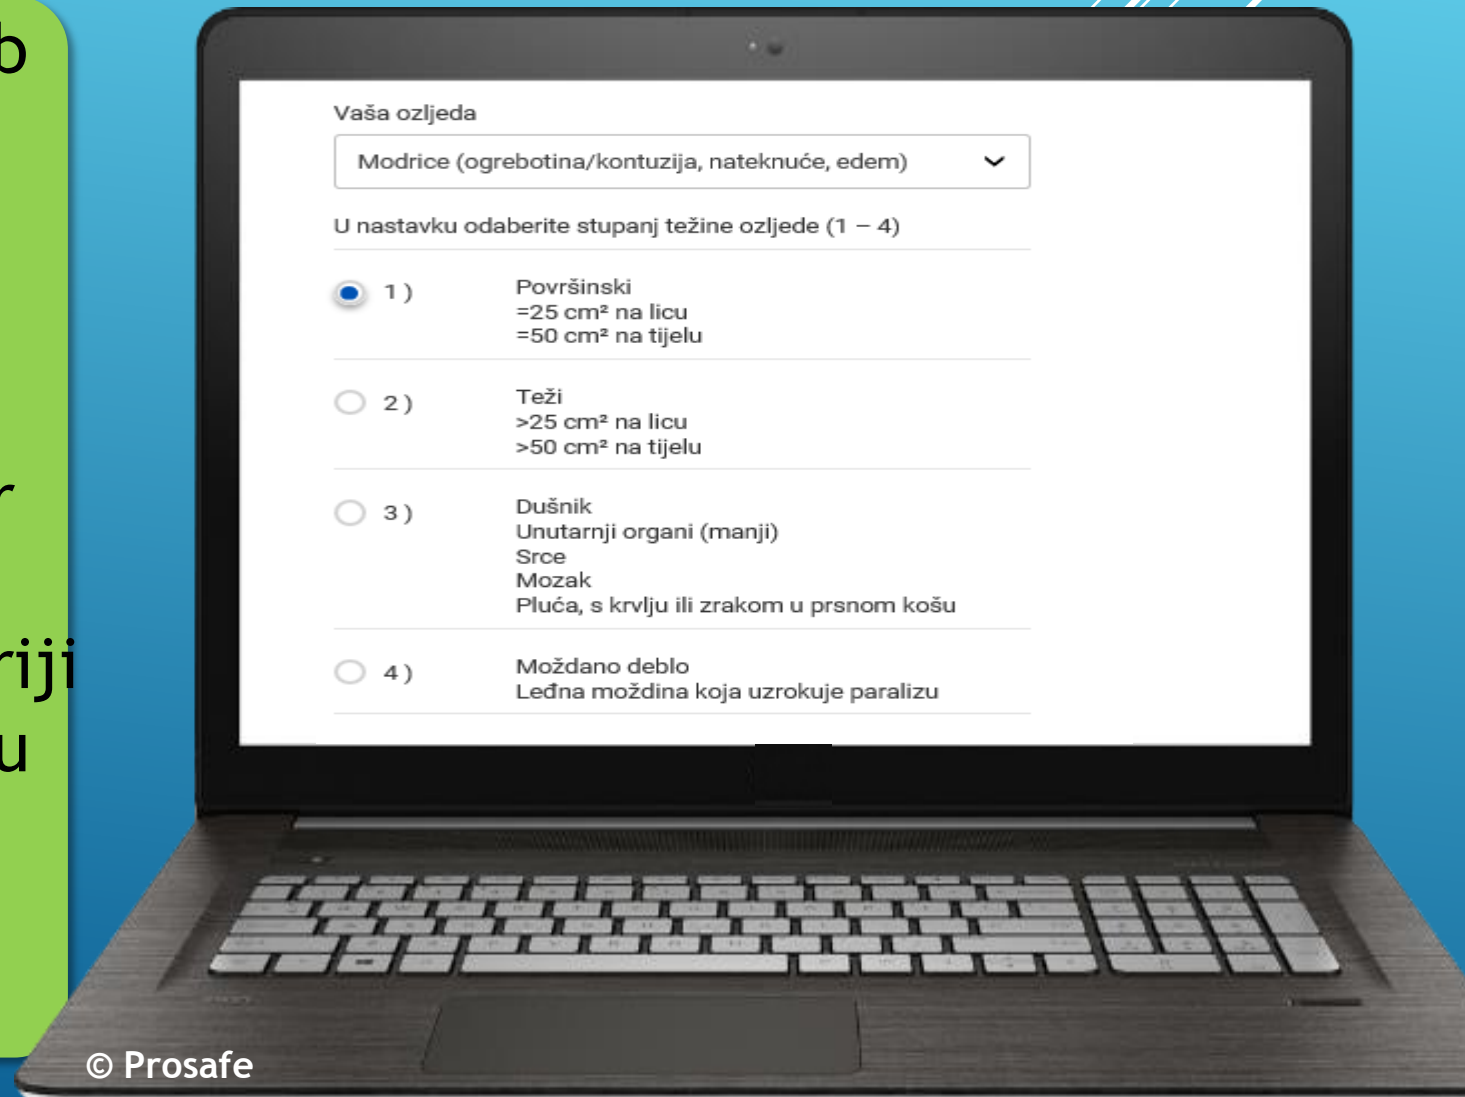 b
r
riji
u
Vaša ozljeda
Modrice (ogrebotina/kontuzija, nateknuće, edem)
U nastavku odaberite stupanj težine ozljede (1 – 4)
1 ) Površinski
=25 cm² na licu
=50 cm² na tijelu
2 ) Teži
>25 cm² na licu
>50 cm² na tijelu
3 ) Dušnik
Unutarnji organi (manji)
Srce
Mozak
Pluća, s krvlju ili zrakom u prsnom košu
4 ) Moždano deblo
Leđna moždina koja uzrokuje paralizu
© Prosafe